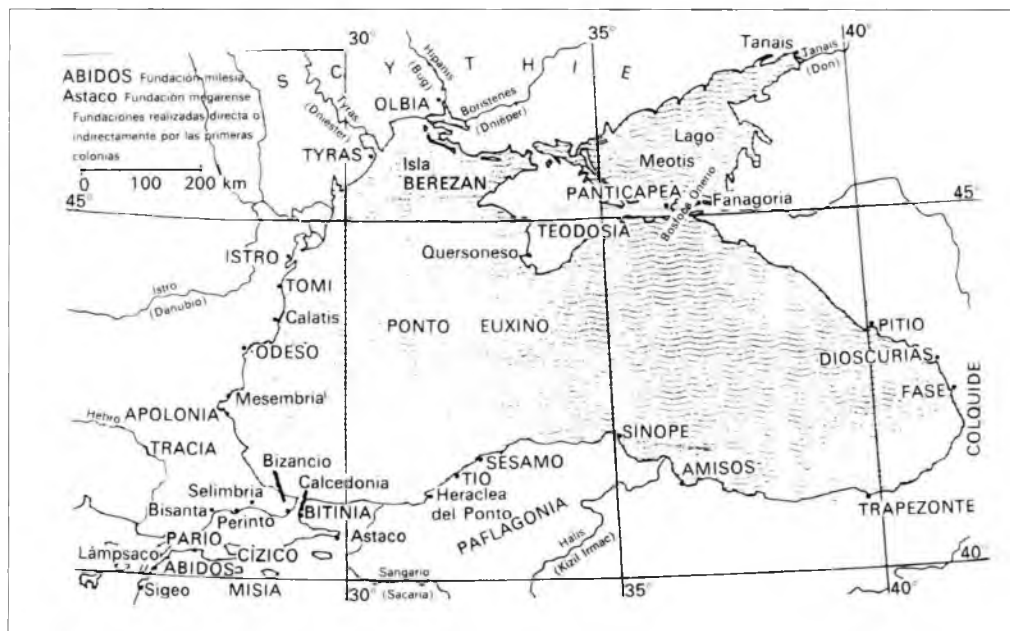 30°
35°
40°
ABIDOS Fundación milesia
Astaco Fundación megarense
Fundaciones realizadas directa o
indirectamente por las primeras
colonias
0 100 200 km
S C Y T H I E
Tyras
(Dniéster)
Hipanis
(Bug)
OLBIA
Boristenes
(Dniéper)
Tanais
Tanais
(Don)
TYRAS
Isla
BEREZAN
Lago
Meotis
PANTICAPEA
Bosforo Cimerio
Fanagoria
45°
45°
TEODOSIA
Quersoneso
ISTRO
Istro
(Danubio)
TOMI
Calatis
PONTO EUXINO
ODESO
PITIO
DIOSCURIAS
FASE
COLQUIDE
Mesembria
Hebro
APOLONIA
TRACIA
SINOPE
SESAMO
TIO
AMISOS
Bizancio
Calcedonia
Heraclea
del Ponto
Selimbria
Bisanta
Perinto
BITINIA
TRAPEZONTE
PAFLAGONIA
Halis
(Kizil Irmac)
PARIO
Astaco
Lámpsaco
CÍZICO
ABIDOS
Sigeo
MISIA
Sangario
(Sacaria)
40°
30°
35°
40°